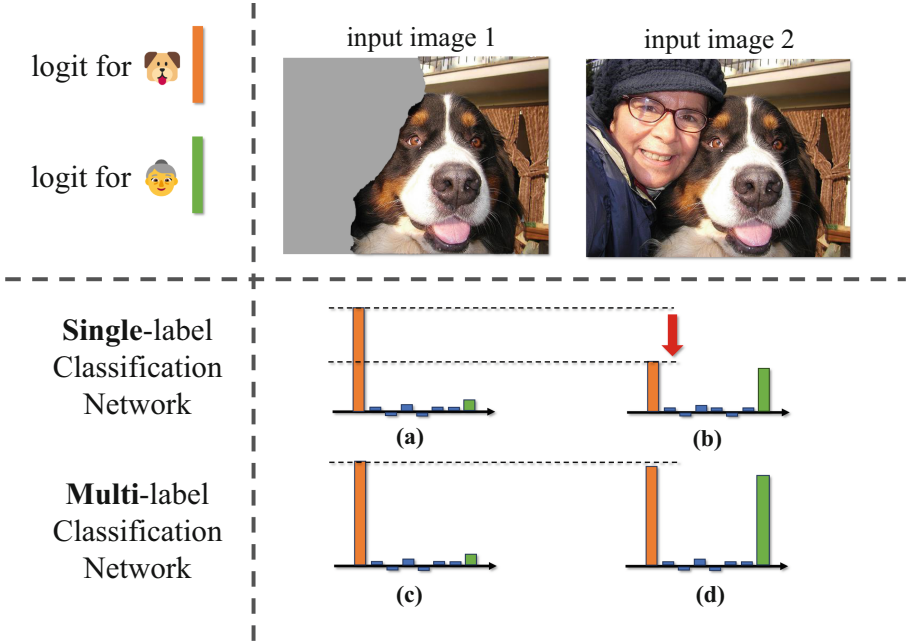 logit for
logit for
input image 1
input image 2
Single-label
Classification
Network
(a)
(b)
Multi-label
Classification
Network
(c)
(d)